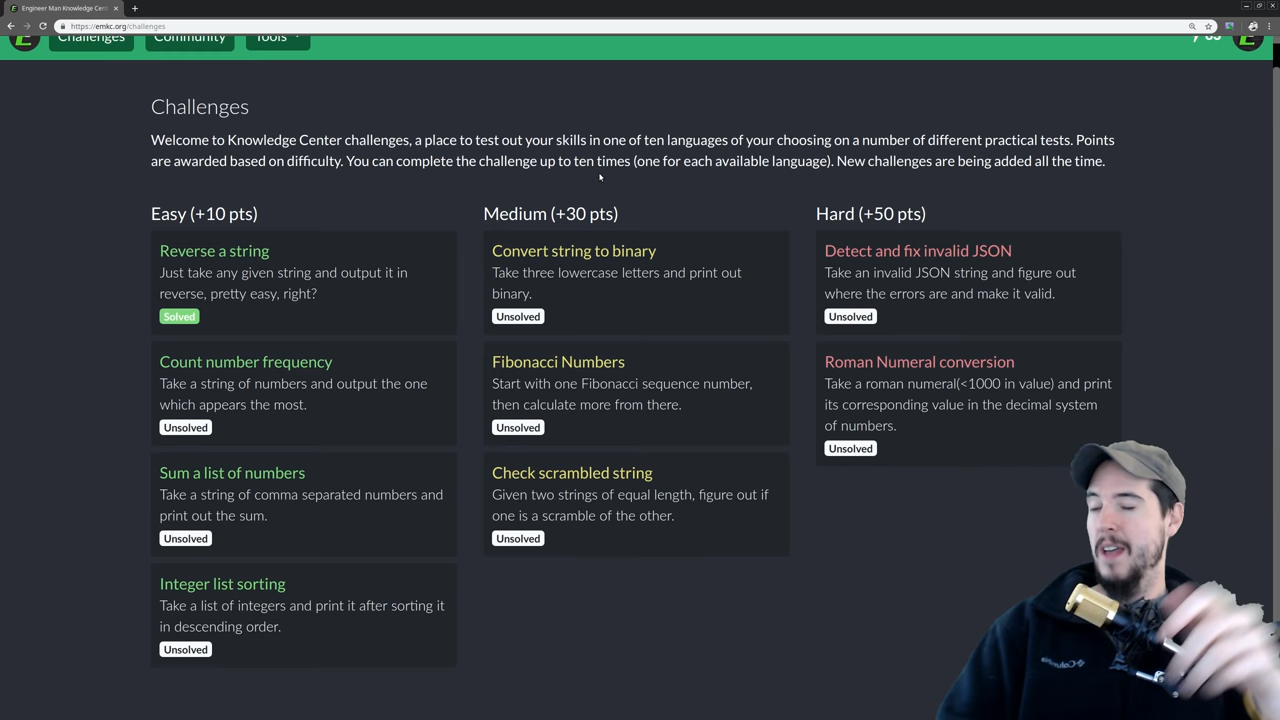 Engineer Man Knowledge Cen
https://emkc.org/challenges
Challenges
Community
Tools
Challenges
Welcome to Knowledge Center challenges, a place to test out your skills in one of ten languages of your choosing on a number of different practical tests. Points
are awarded based on difficulty. You can complete the challenge up to ten times (one for each available language). New challenges are being added all the time.
Easy (+10 pts)
Reverse a string
Just take any given string and output it in
reverse, pretty easy, right?
Solved
Count number frequency
Take a string of numbers and output the one
which appears the most.
Unsolved
Sum a list of numbers
Take a string of comma separated numbers and
print out the sum.
Unsolved
Integer list sorting
Take a list of integers and print it after sorting it
in descending order.
Unsolved
Medium (+30 pts)
Convert string to binary
Take three lowercase letters and print out
binary.
Unsolved
Fibonacci Numbers
Start with one Fibonacci sequence number,
then calculate more from there.
Unsolved
Check scrambled string
Given two strings of equal length, figure out if
one is a scramble of the other.
Unsolved
Hard (+50 pts)
Detect and fix invalid JSON
Take an invalid JSON string and figure out
where the errors are and make it valid.
Unsolved
Roman Numeral conversion
Take a roman numeral(<1000 in value) and print
its corresponding value in the decimal system
of numbers.
Unsolved